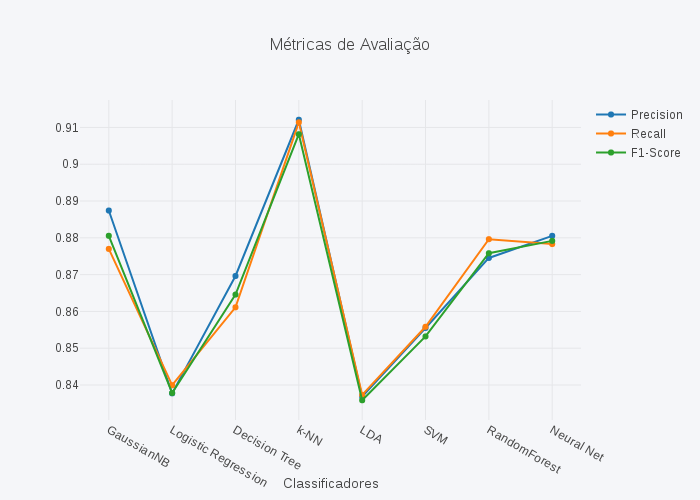 Métricas de Avaliação
Precision
Recall
F1-Score
0.91
0.9
0.89
0.88
0.87
0.86
0.85
0.84
GaussianNB
Logistic Regression
Decision Tree
k-NN
LDA
SVM
RandomForest
Neural Net
Classificadores